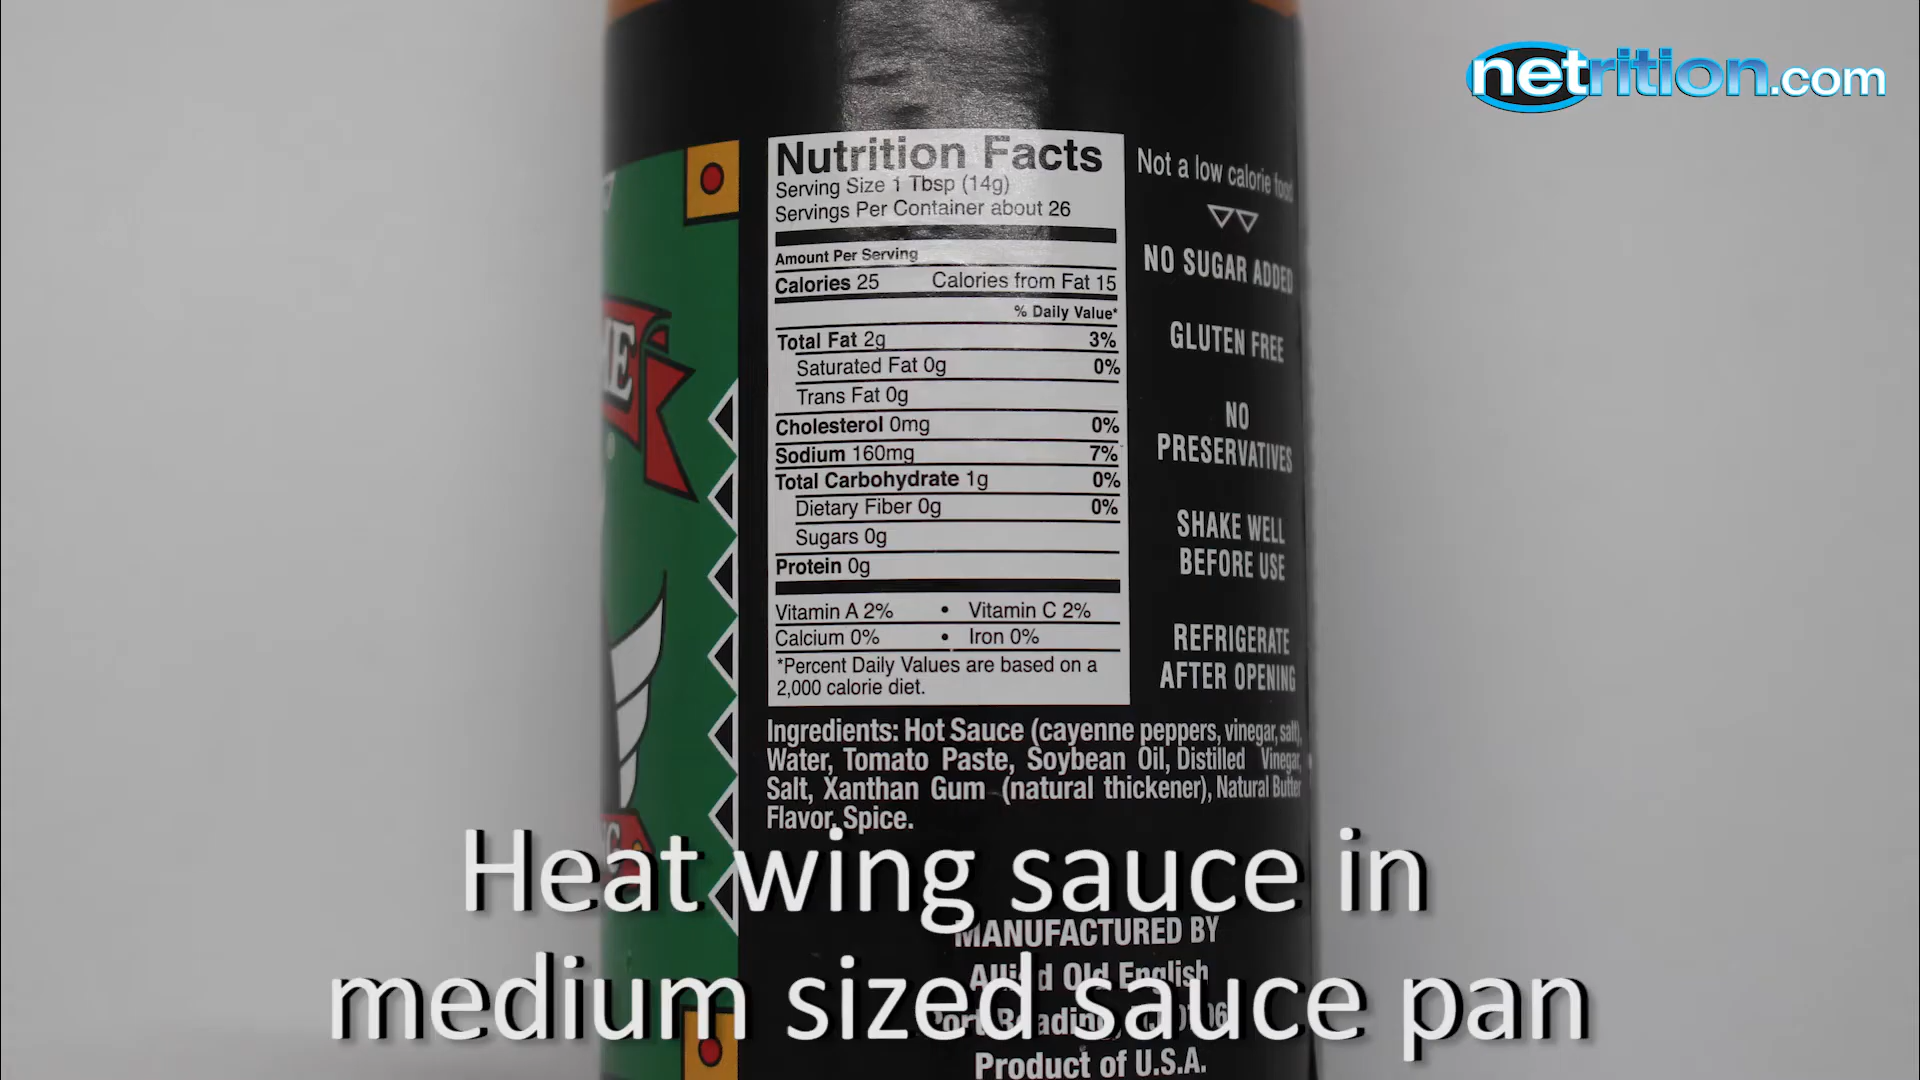 netrition.com
Nutrition Facts
Serving Size 1 Tbsp (14g)
Servings Per Container about 26
Amount Per Serving
Calories 25 Calories from Fat 15
% Daily Value*
Total Fat 2g 3%
Saturated Fat 0g 0%
Trans Fat 0g
Cholesterol 0mg 0%
Sodium 160mg 7%
Total Carbohydrate 1g 0%
Dietary Fiber 0g 0%
Sugars 0g
Protein 0g
Vitamin A 2% • Vitamin C 2%
Calcium 0% • Iron 0%
*Percent Daily Values are based on a
2,000 calorie diet.
Not a low calorie food
NO SUGAR ADDED
GLUTEN FREE
NO
PRESERVATIVES
SHAKE WELL
BEFORE USE
REFRIGERATE
AFTER OPENING
Ingredients: Hot Sauce (cayenne peppers, vinegar, salt),
Water, Tomato Paste, Soybean Oil, Distilled Vinegar,
Salt, Xanthan Gum (natural thickener), Natural Butter
Flavor, Spice.
Heat wing sauce in
medium sized sauce pan
MANUFACTURED BY
Allied Old English
Port Reading
Product of U.S.A.